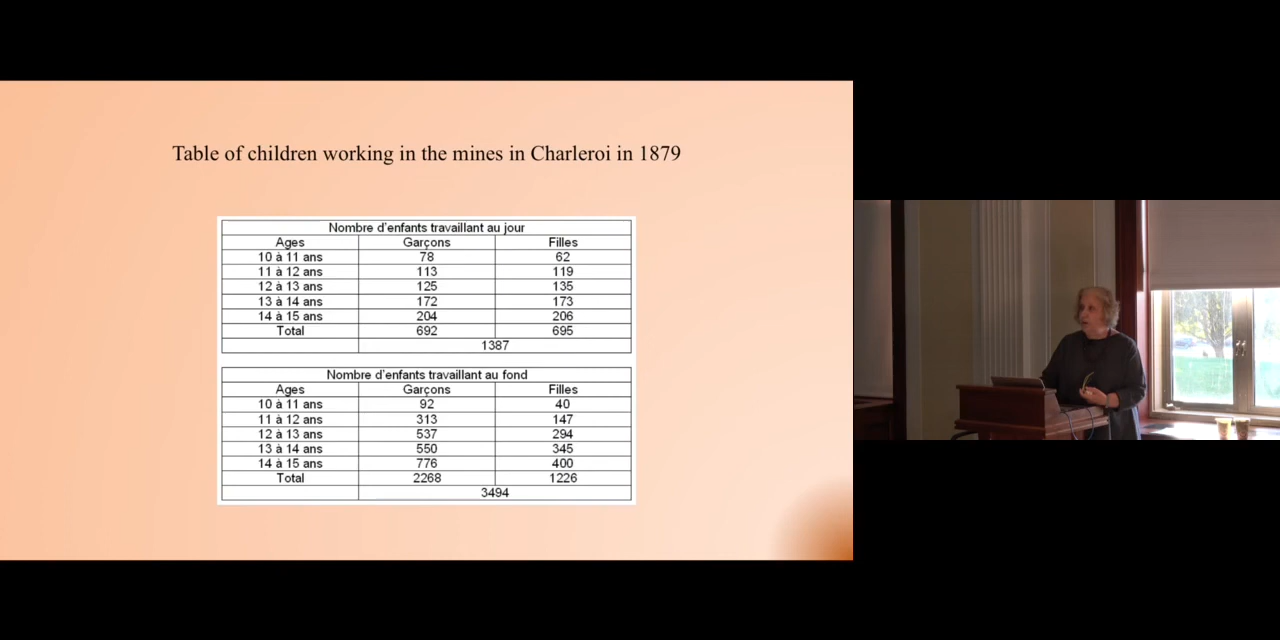 Table of children working in the mines in Charleroi in 1879
Nombre d'enfants travaillant au jour
Ages Garçons Filles
10 à 11 ans 78 62
11 à 12 ans 113 119
12 à 13 ans 125 135
13 à 14 ans 172 173
14 à 15 ans 204 206
Total 692 695
1387
Nombre d'enfants travaillant au fond
Ages Garçons Filles
10 à 11 ans 92 40
11 à 12 ans 313 147
12 à 13 ans 537 294
13 à 14 ans 550 345
14 à 15 ans 776 400
Total 2268 1226
3494